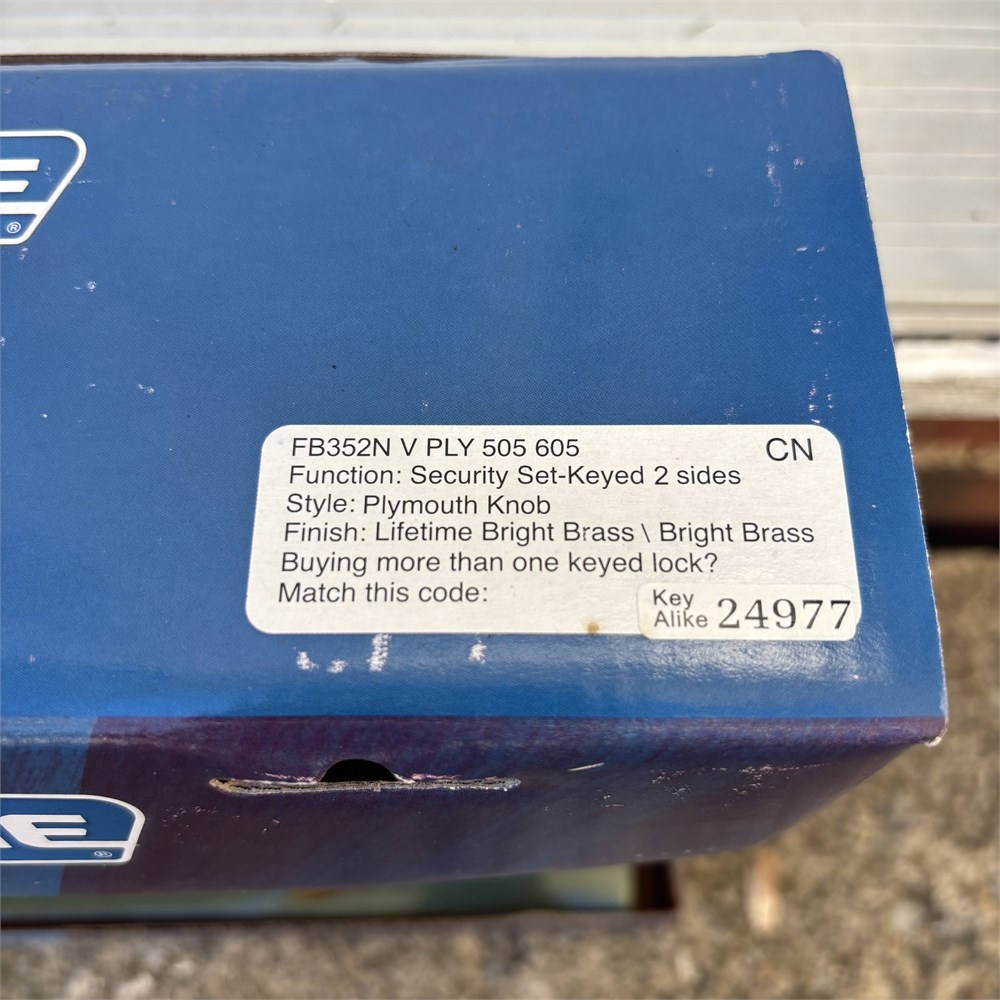 E
®
FB352N V PLY 505 605 CN
Function: Security Set-Keyed 2 sides
Style: Plymouth Knob
Finish: Lifetime Bright Brass \ Bright Brass
Buying more than one keyed lock?
Match this code:
Key
Alike 24977
AE
®